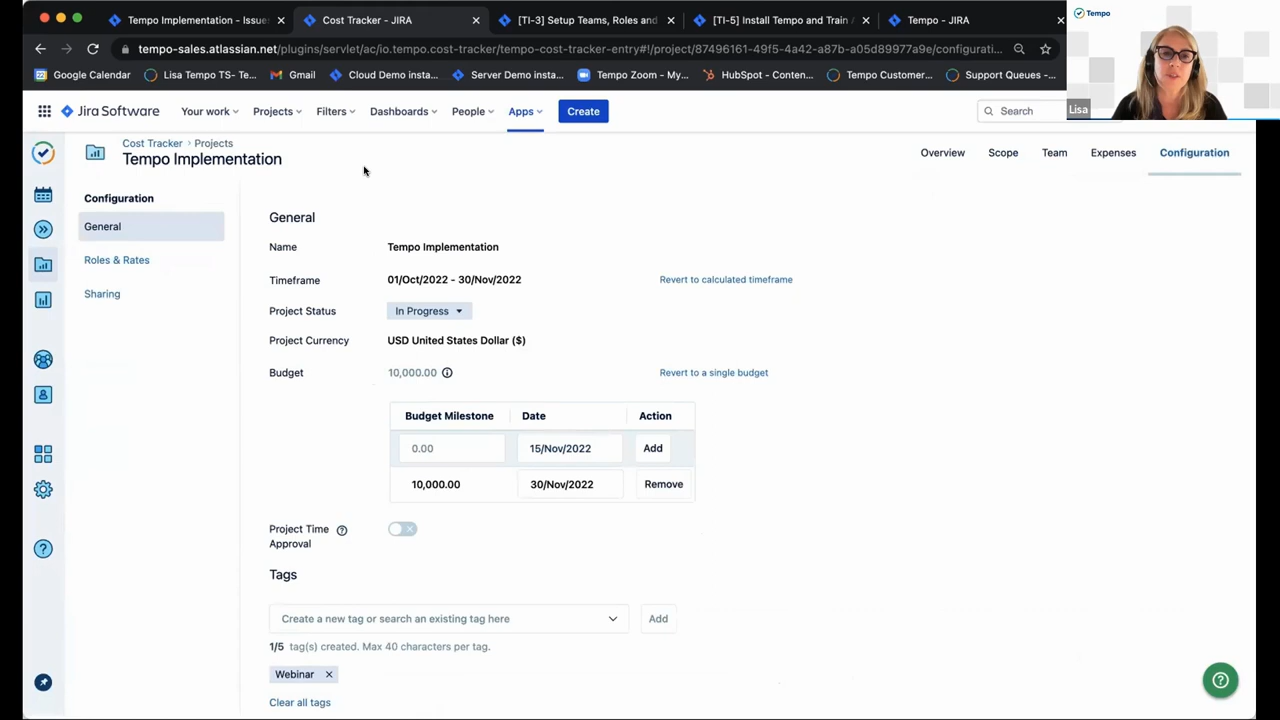 Tempo Implementation - Issue
Cost Tracker - JIRA
[TI-3] Setup Teams, Roles and
[TI-5] Install Tempo and Train
Tempo - JIRA
Tempo
tempo-sales.atlassian.net/plugins/servlet/ac/io.tempo.cost-tracker/tempo-cost-tracker-entry#!/project/87496161-49f5-4a42-a87b-a05d89977a9e/configurati...
Google Calendar
Lisa Tempo TS- Te...
Gmail
Cloud Demo insta...
Server Demo insta...
Tempo Zoom - My...
HubSpot - Conten...
Tempo Customer...
Support Queues -...
Lisa
Jira Software
Your work
Projects
Filters
Dashboards
People
Apps
Create
Search
Cost Tracker > Projects
Tempo Implementation
Overview
Scope
Team
Expenses
Configuration
Configuration
General
Roles & Rates
Sharing
General
Name Tempo Implementation
Timeframe 01/Oct/2022 - 30/Nov/2022 Revert to calculated timeframe
Project Status In Progress
Project Currency USD United States Dollar ($)
Budget 10,000.00 Revert to a single budget
Budget Milestone Date Action
0.00 15/Nov/2022 Add
10,000.00 30/Nov/2022 Remove
Project Time
Approval
Tags
Create a new tag or search an existing tag here Add
1/5 tag(s) created. Max 40 characters per tag.
Webinar ×
Clear all tags